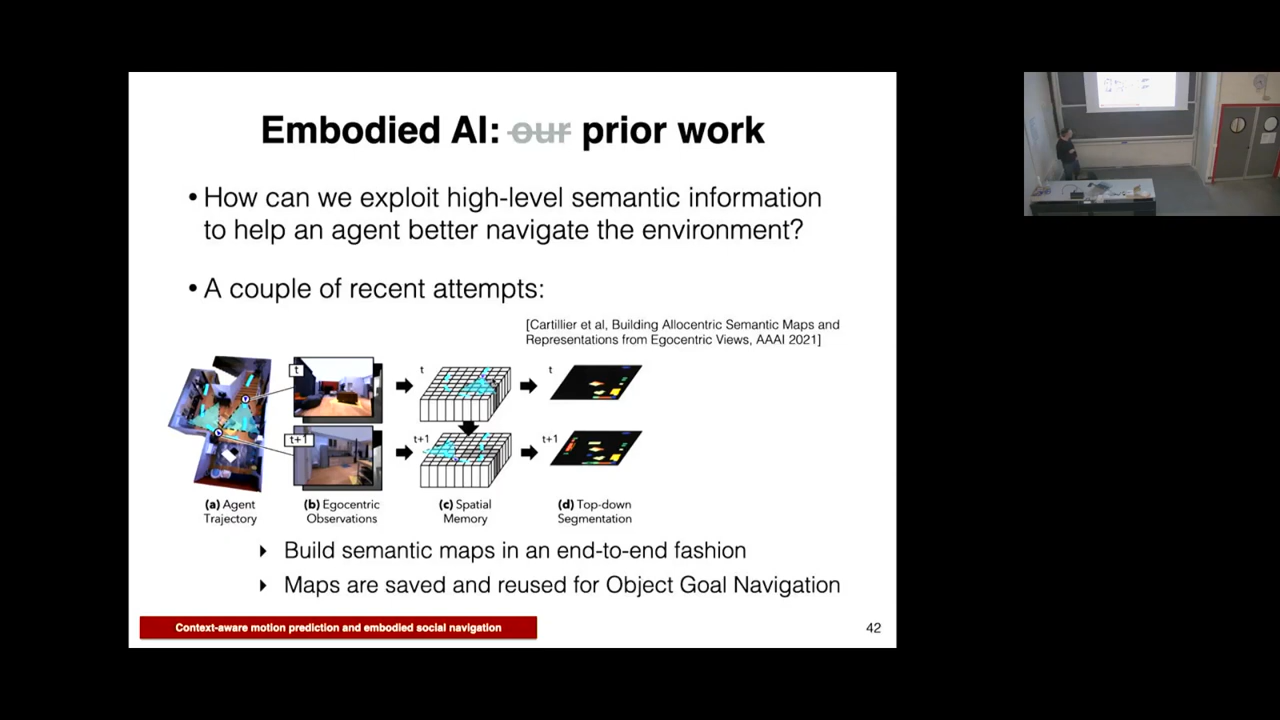 Embodied AI: our prior work
• How can we exploit high-level semantic information
to help an agent better navigate the environment?
• A couple of recent attempts:
[Cartillier et al, Building Allocentric Semantic Maps and
Representations from Egocentric Views, AAAI 2021]
t
t
t
t+1
t+1
t+1
(a) Agent
Trajectory
(b) Egocentric
Observations
(c) Spatial
Memory
(d) Top-down
Segmentation
Build semantic maps in an end-to-end fashion
Maps are saved and reused for Object Goal Navigation
Context-aware motion prediction and embodied social navigation
42